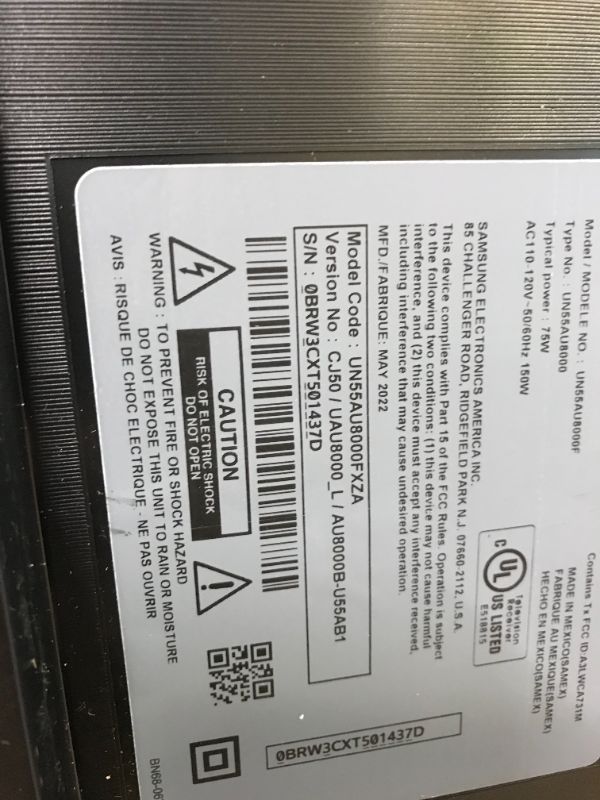 Model / MODELE NO. : UN55AU8000F
Type No. : UN55AU8000
Typical power : 75W
AC110-120V~50/60Hz 150W
Contains Tx FCC ID:A3LWCA731M
MADE IN MEXICO(SAMEX)
FABRIQUE AU MEXIQUE(SAMEX)
HECHO EN MEXICO(SAMEX)
SAMSUNG ELECTRONICS AMERICA INC.
85 CHALLENGER ROAD, RIDGEFIELD PARK N.J. 07660-2112, U.S.A.
C UL US LISTED
Television
Receiver
E518815
This device complies with Part 15 of the FCC Rules. Operation is subject
to the following two conditions: (1) this device may not cause harmful
interference, and (2) this device must accept any interference received,
including interference that may cause undesired operation.
MFD./FABRIQUE: MAY 2022
Model Code : UN55AU8000FXZA
Version No : CJ50 / UAU8000_L / AU8000B-U55AB1
S/N : 0BRW3CXT501437D
0BRW3CXT501437D
CAUTION
RISK OF ELECTRIC SHOCK
DO NOT OPEN
WARNING : TO PREVENT FIRE OR SHOCK HAZARD
DO NOT EXPOSE THIS UNIT TO RAIN OR MOISTURE
AVIS : RISQUE DE CHOC ELECTRIQUE - NE PAS OUVRIR